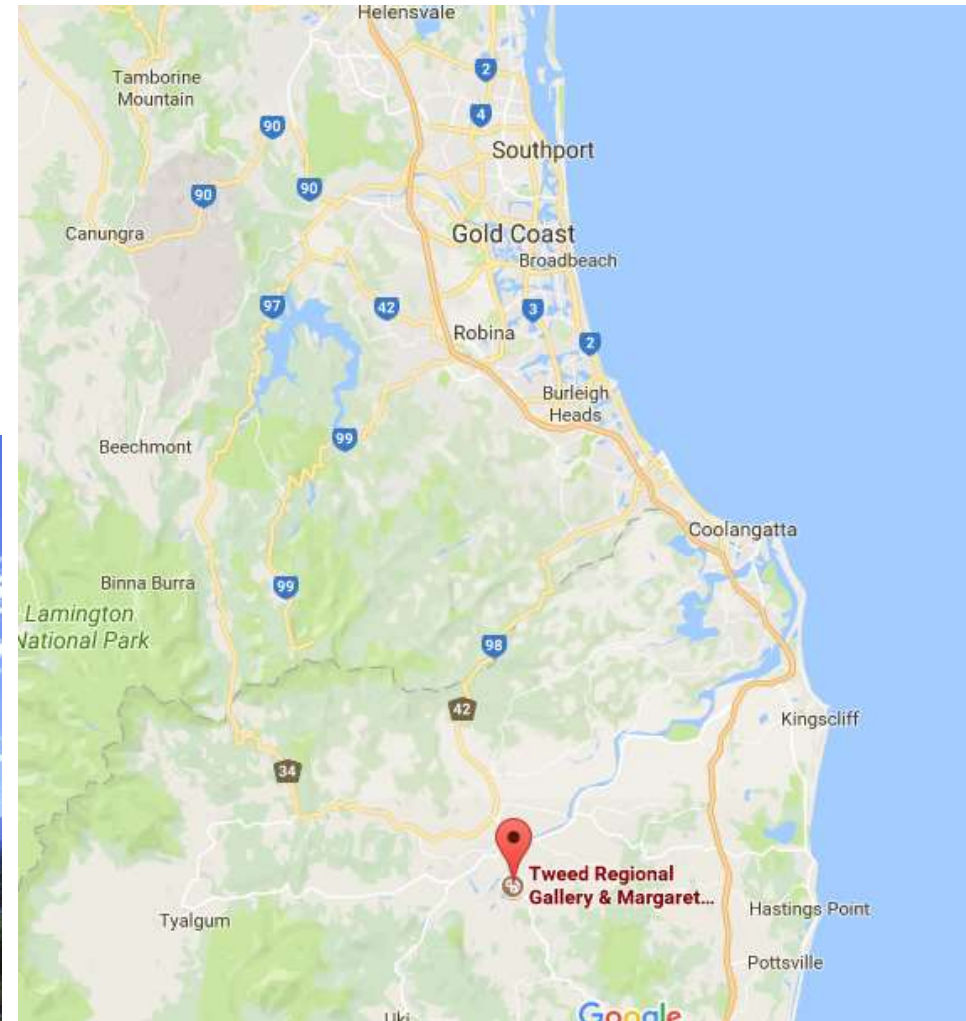 Helensvale
Tamborine
Mountain
2
4
90
Southport
90
90
Canungra
Gold Coast
Broadbeach
97
42
3
Robina
2
Burleigh
Heads
99
Beechmont
Coolangatta
Binna Burra
99
Lamington
National Park
98
42
Kingscliff
34
Tweed Regional
Gallery & Margaret...
Hastings Point
Tyalgum
Pottsville
Uki
Google